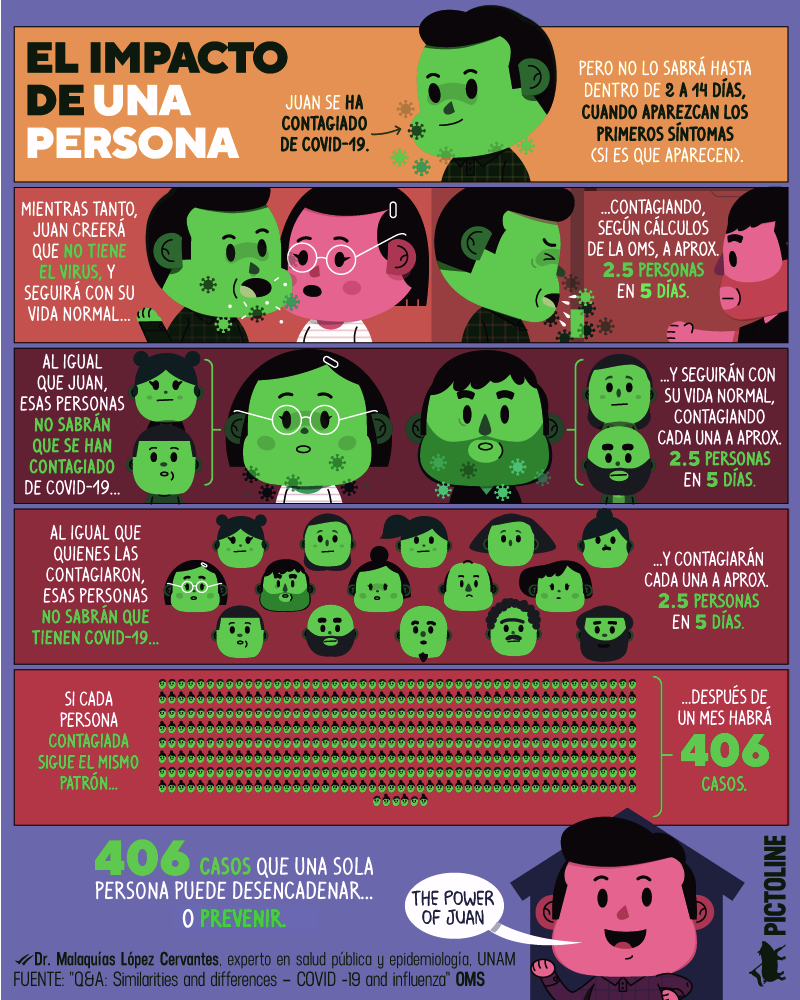 EL IMPACTO
DE UNA
PERSONA
JUAN SE HA
CONTAGIADO
DE COVID-19.
PERO NO LO SABRÁ HASTA
DENTRO DE 2 A 14 DÍAS,
CUANDO APAREZCAN LOS
PRIMEROS SÍNTOMAS
(SI ES QUE APARECEN).
MIENTRAS TANTO,
JUAN CREERÁ
QUE NO TIENE
EL VIRUS, Y
SEGUIRÁ CON SU
VIDA NORMAL...
...CONTAGIANDO,
SEGÚN CÁLCULOS
DE LA OMS, A APROX.
2.5 PERSONAS
EN 5 DÍAS.
AL IGUAL
QUE JUAN,
ESAS PERSONAS
NO SABRÁN
QUE SE HAN
CONTAGIADO
DE COVID-19...
...Y SEGUIRÁN CON
SU VIDA NORMAL,
CONTAGIANDO
CADA UNA A APROX.
2.5 PERSONAS
EN 5 DÍAS.
AL IGUAL QUE
QUIENES LAS
CONTAGIARON,
ESAS PERSONAS
NO SABRÁN QUE
TIENEN COVID-19...
...Y CONTAGIARÁN
CADA UNA A APROX.
2.5 PERSONAS
EN 5 DÍAS.
SI CADA
PERSONA
CONTAGIADA
SIGUE EL MISMO
PATRÓN...
...DESPUÉS DE
UN MES HABRÁ
406
CASOS.
406 CASOS QUE UNA SOLA
PERSONA PUEDE DESENCADENAR...
O PREVENIR.
THE POWER
OF JUAN
PICTOLINE
Dr. Malaquías López Cervantes, experto en salud pública y epidemiología, UNAM
FUENTE: "Q&A: Similarities and differences – COVID -19 and influenza" OMS